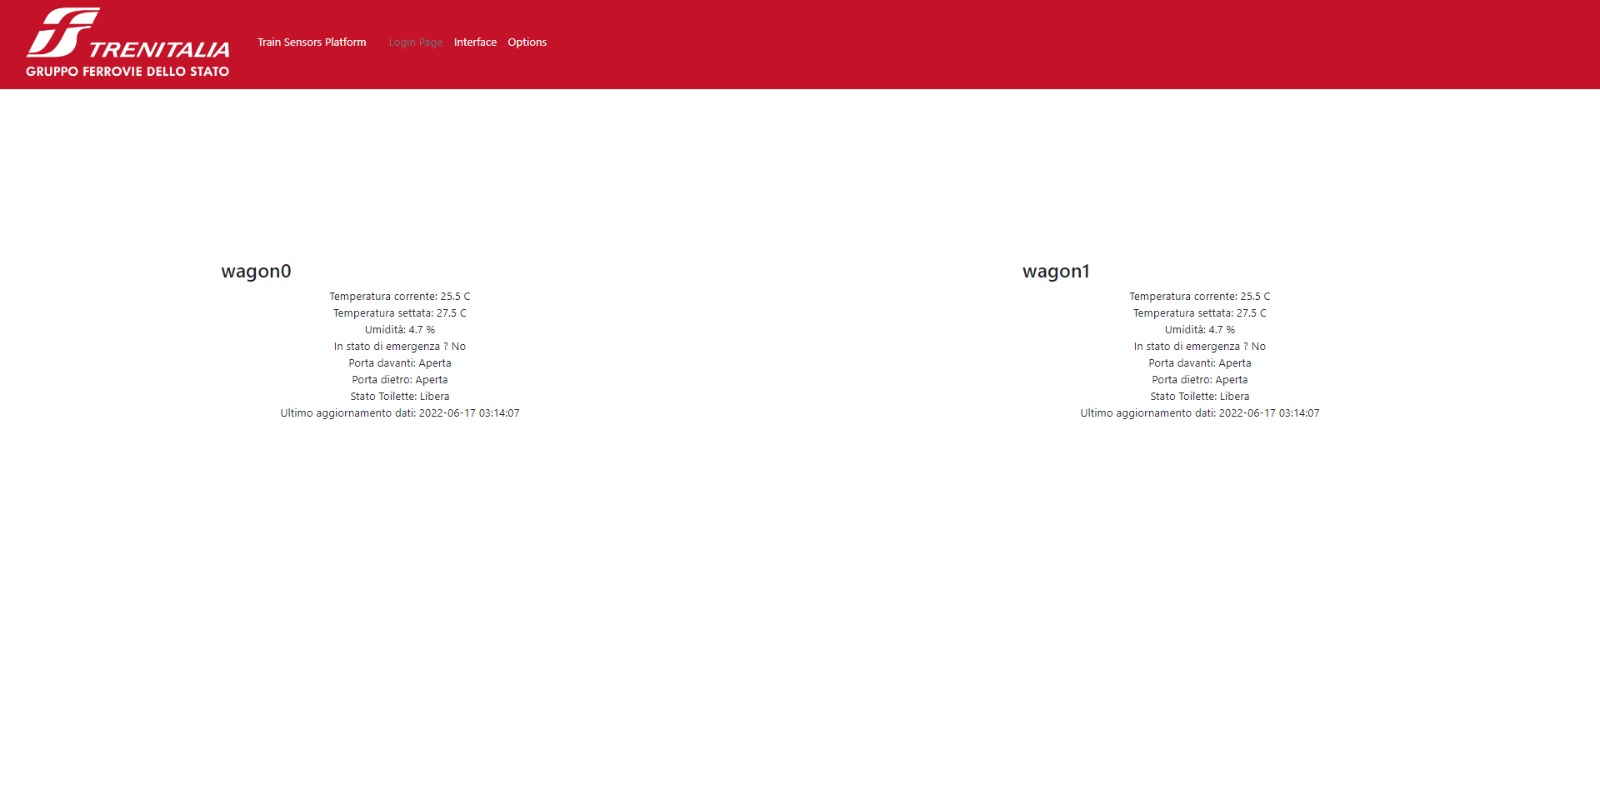 TRENITALIA
GRUPPO FERROVIE DELLO STATO
Train Sensors Platform Login Page Interface Options
wagon0
Temperatura corrente: 25.5 C
Temperatura settata: 27.5 C
Umidità: 4.7 %
In stato di emergenza ? No
Porta davanti: Aperta
Porta dietro: Aperta
Stato Toilette: Libera
Ultimo aggiornamento dati: 2022-06-17 03:14:07
wagon1
Temperatura corrente: 25.5 C
Temperatura settata: 27.5 C
Umidità: 4.7 %
In stato di emergenza ? No
Porta davanti: Aperta
Porta dietro: Aperta
Stato Toilette: Libera
Ultimo aggiornamento dati: 2022-06-17 03:14:07